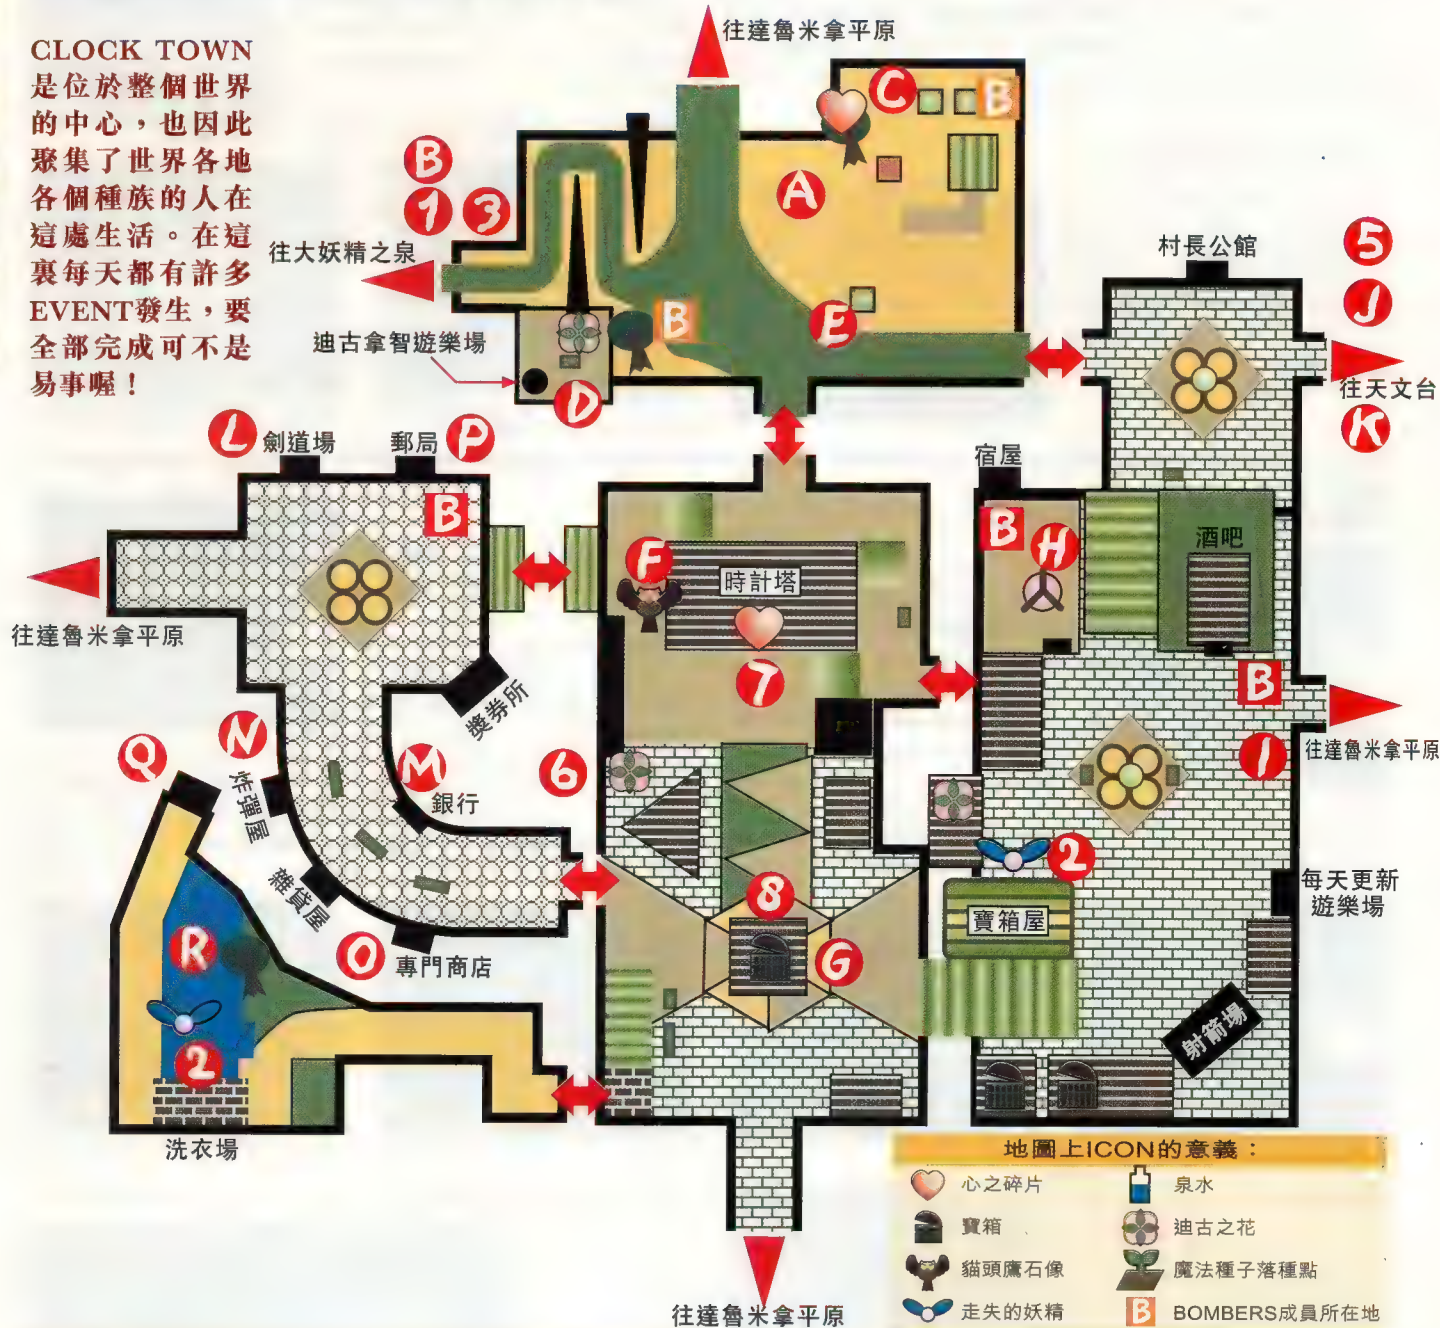 CLOCK TOWN
是位於整個世界
的中心，也因此
聚集了世界各地
各個種族的人在
這處生活。在這
裏每天都有許多
EVENT發生，要
全部完成可不是
易事喔！
往達魯米拿平原
C
B
A
B
1
3
往大妖精之泉
B
E
迪古拿智遊樂場
D
村長公館
5
J
往天文台
K
L
劍道場
郵局
P
B
往達魯米拿平原
獎券所
N
炸彈屋
M
銀行
6
Q
雜貨屋
O
專門商店
R
2
洗衣場
F
時計塔
7
8
G
宿屋
B
H
酒吧
B
1
往達魯米拿平原
2
寶箱屋
每天更新
遊樂場
射箭場
往達魯米拿平原
地圖上ICON的意義：
心之碎片
泉水
寶箱
迪古之花
貓頭鷹石像
魔法種子落種點
走失的妖精
B
BOMBERS成員所在地